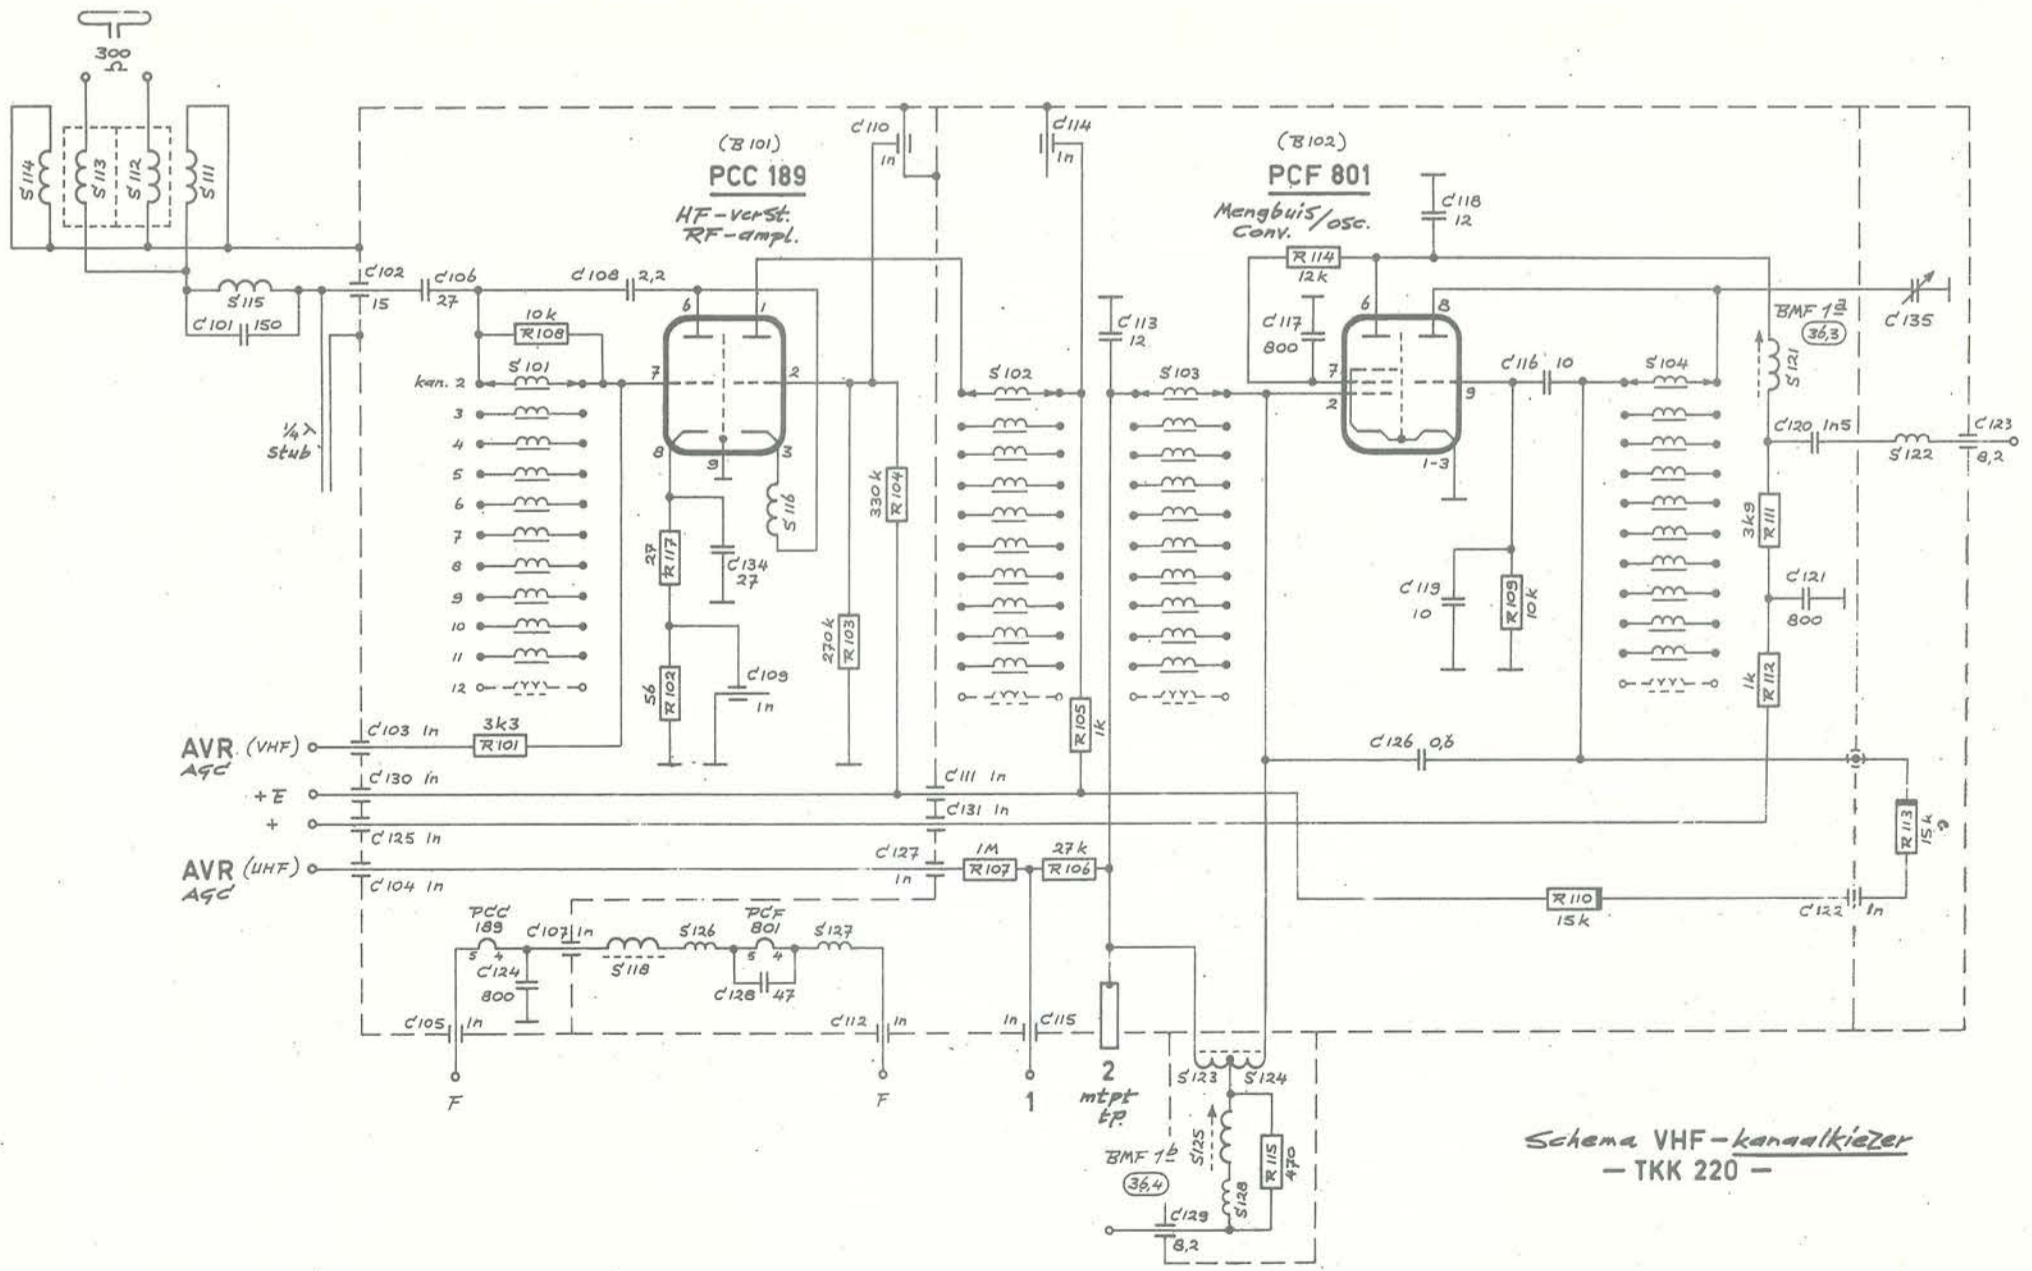 300
Ω
S114
S113
S112
S111
S115
C101 150
¼ λ
Stub
C102
15
C106
27
C108 2,2
10k
R108
kan. 2
S101
3
4
5
6
7
8
9
10
11
12
(B101)
PCC 189
HF-verst.
RF-ampl.
6
1
7
2
8
9
3
27
R117
C134
27
S116
56
R102
C109
1n
270k
R103
330k
R104
C110
1n
C114
1n
S102
C113
12
S103
R105
1k
(B102)
PCF 801
Mengbuis/osc.
Conv.
R114
12k
C118
12
C117
800
6
8
7
2
9
1-3
C116 10
C119
10
R109
10k
S104
C135
BMF 1a
36,3
S121
C120 1n5
S122
C123
8,2
3k9
R111
C121
800
1k
R112
C126 0,6
R113
15k
R110
15k
C122 1n
AVR (VHF)
AGC
C103 1n
3k3
R101
+E
C130 1n
+
C125 1n
AVR (UHF)
AGC
C104 1n
C111 1n
C131 1n
C127
1n
1M
R107
27k
R106
PCC
189
5 4
C107 1n
C124
800
S118
S126
PCF
801
5 4
C128 47
S127
C105 1n
F
C112 1n
F
1n C115
1
2
mtpt
tp.
S123 S124
S125
S128
R115
470
BMF 1b
36,4
C129
8,2
Schema VHF-kanaalkiezer
— TKK 220 —